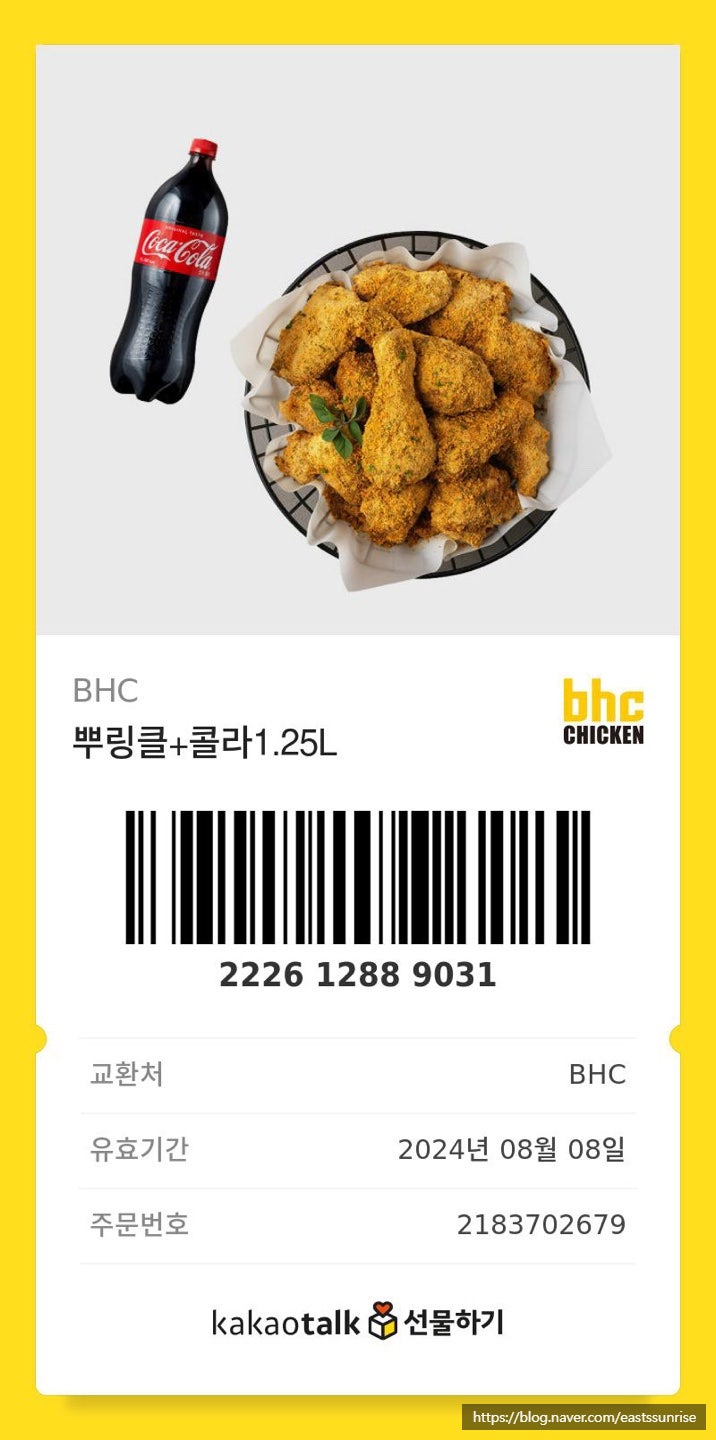 Coca-Cola
BHC
뿌링클+콜라1.25L
bhc
CHICKEN
2226 1288 9031
교환처 BHC
유효기간 2024년 08월 08일
주문번호 2183702679
kakaotalk 선물하기
https://blog.naver.com/eastssunrise